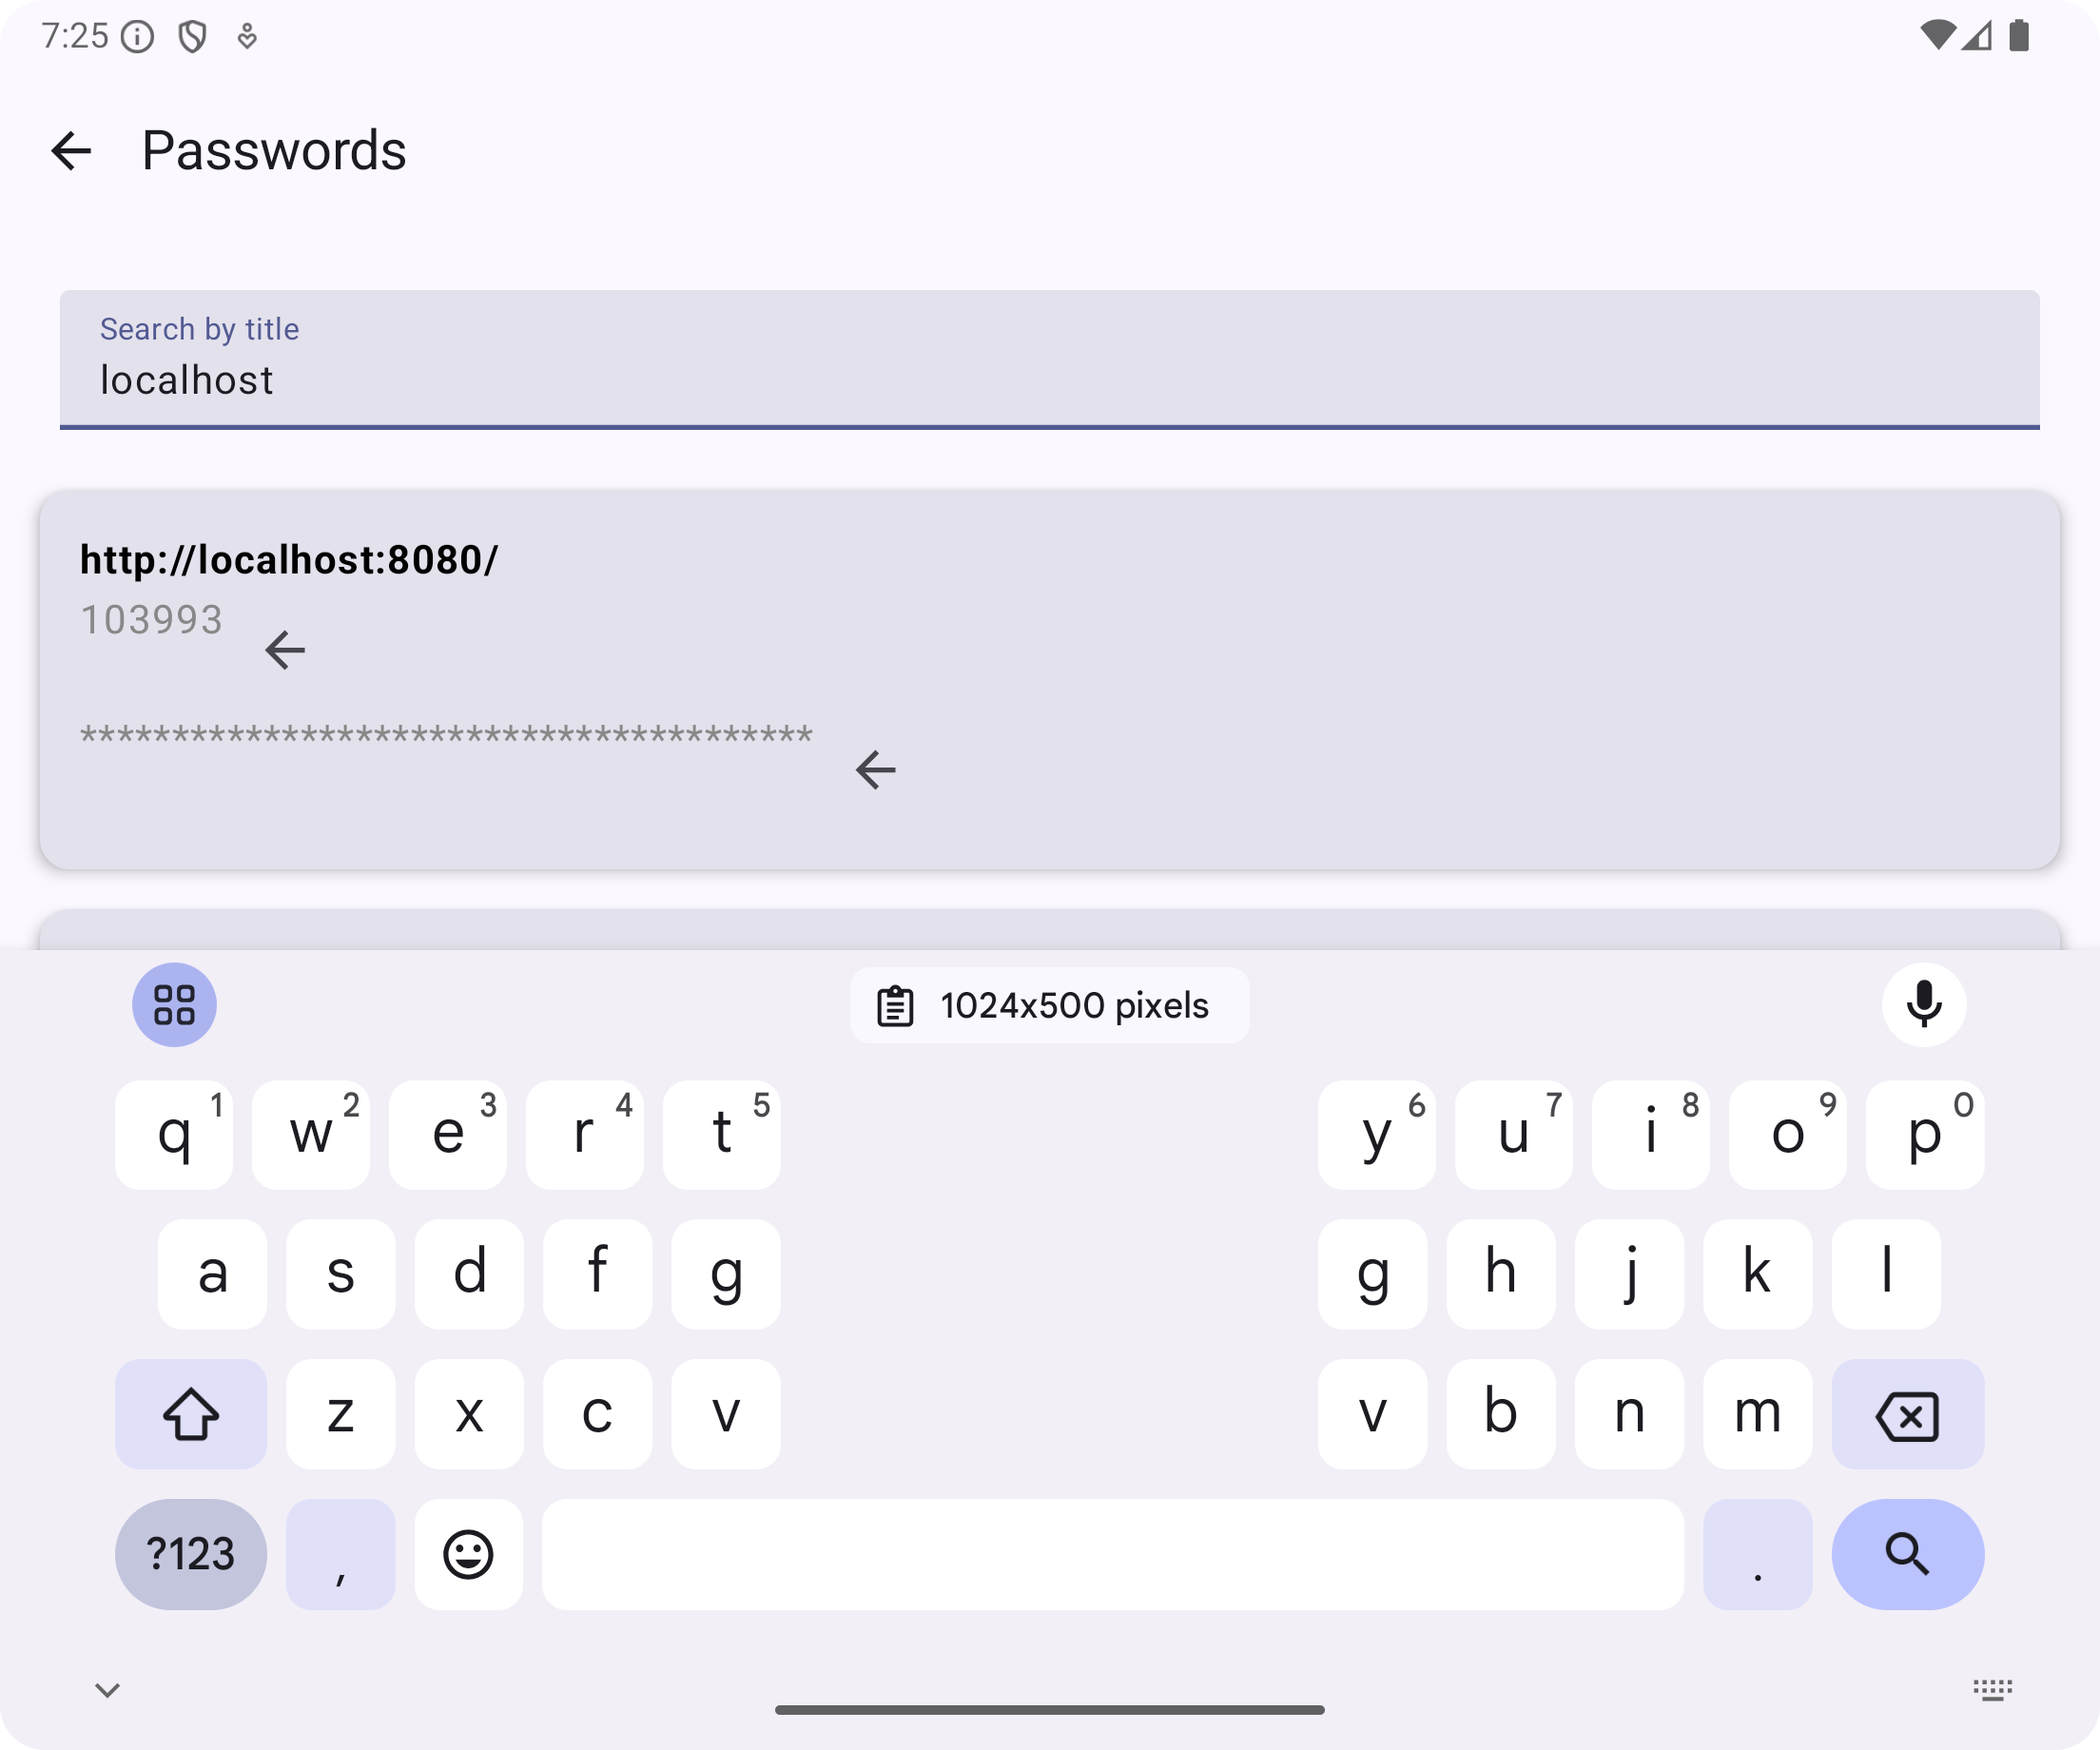 7:25
Passwords
Search by title
localhost
http://localhost:8080/
103993
****************************************
1024x500 pixels
q 1 w 2 e 3 r 4 t 5 y 6 u 7 i 8 o 9 p 0
a s d f g g h j k l
z x c v v b n m
?123 , .